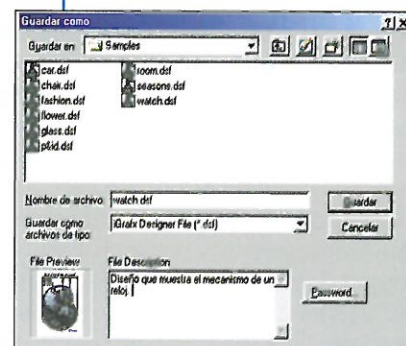 Guardar como
Guardar en: Samples
car.dsf
room.dsf
chair.dsf
seasons.dsf
fashion.dsf
watch.dsf
flower.dsf
glass.dsf
p&id.dsf
Nombre de archivo: watch.dsf Guardar
Guardar como archivos de tipo: iGrafx Designer File (*.dsf) Cancelar
File Preview File Description
Diseño que muestra el mecanismo de un
reloj.
Password...